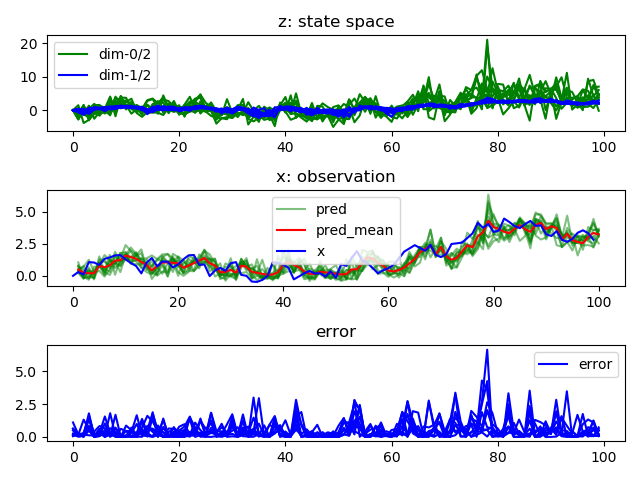 z: state space
20
10
0
dim-0/2
dim-1/2
0 20 40 60 80 100
x: observation
5.0
2.5
0.0
pred
pred_mean
x
0 20 40 60 80 100
error
5.0
2.5
0.0
error
0 20 40 60 80 100